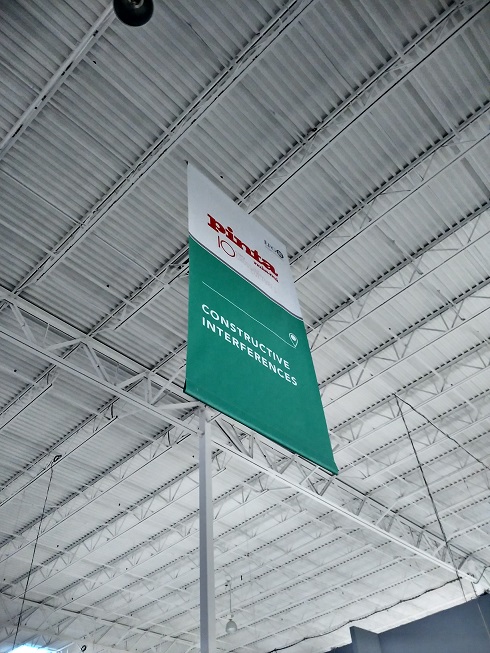 pinta
10
CONSTRUCTIVE
INTERFERENCES